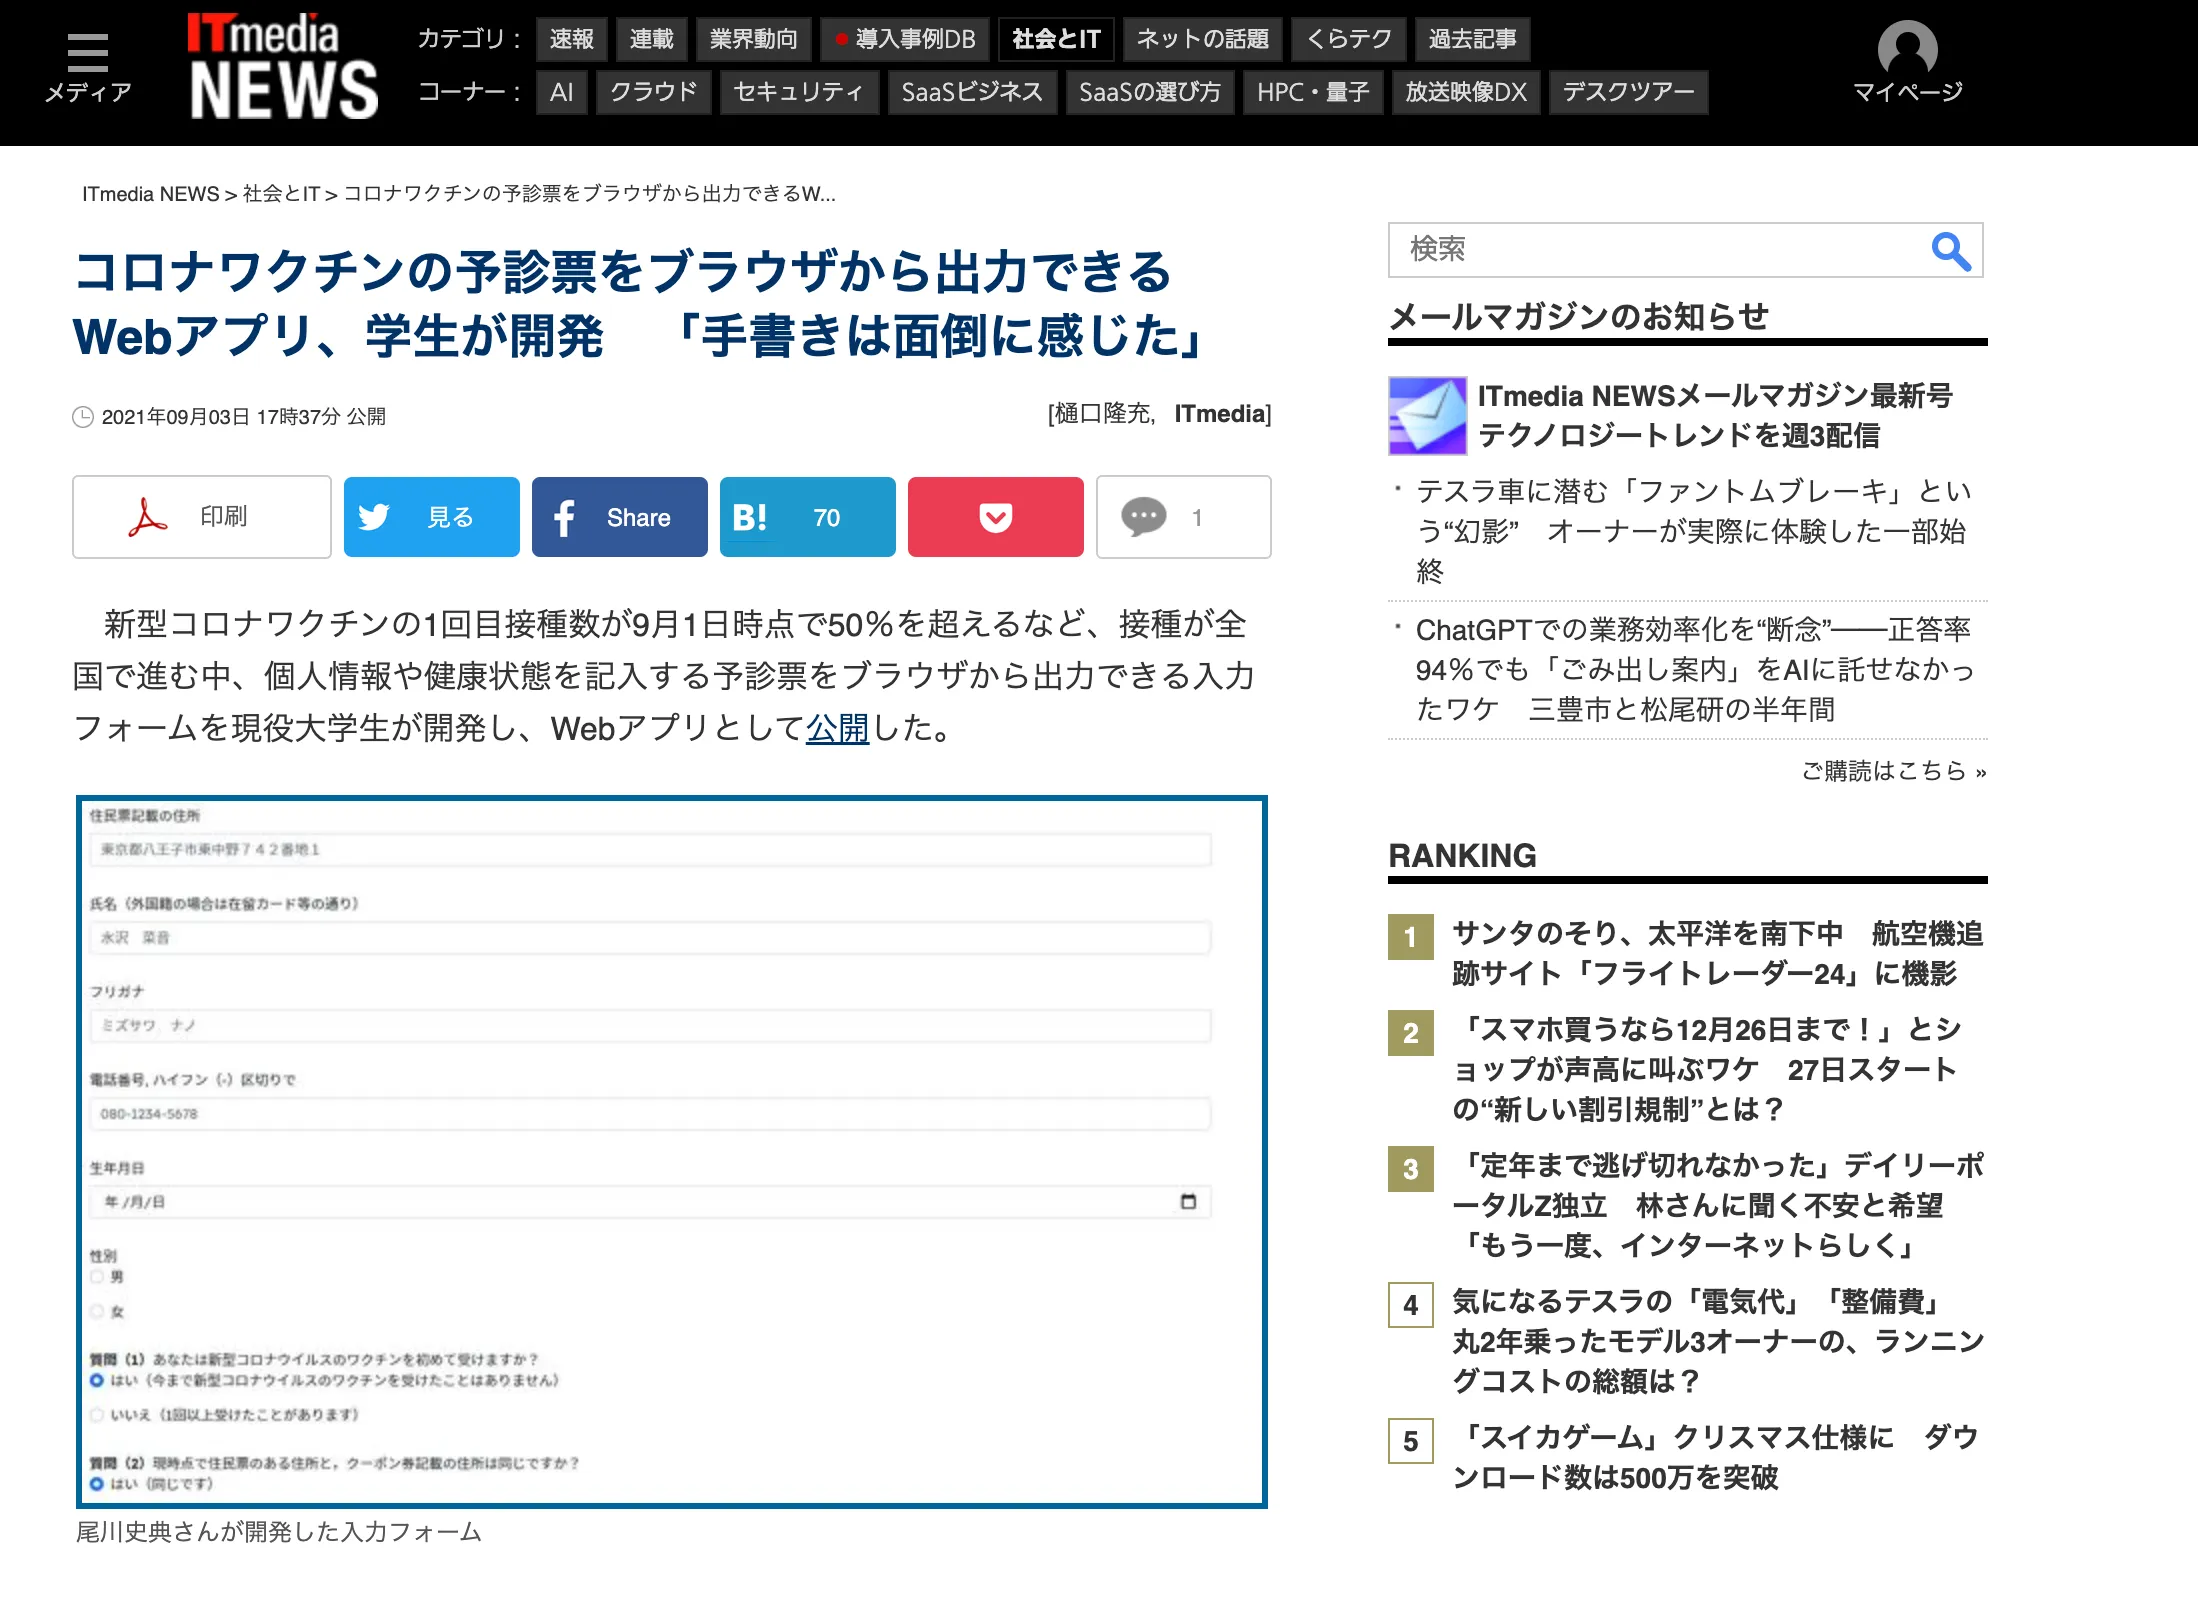 メディア
ITmedia
NEWS
カテゴリ： 速報 連載 業界動向 導入事例DB 社会とIT ネットの話題 くらテク 過去記事
コーナー： AI クラウド セキュリティ SaaSビジネス SaaSの選び方 HPC・量子 放送映像DX デスクツアー
マイページ
ITmedia NEWS > 社会とIT > コロナワクチンの予診票をブラウザから出力できるW...
コロナワクチンの予診票をブラウザから出力できる
Webアプリ、学生が開発　「手書きは面倒に感じた」
2021年09月03日 17時37分 公開
[樋口隆充，ITmedia]
印刷 見る Share B! 70 1
新型コロナワクチンの1回目接種数が9月1日時点で50％を超えるなど、接種が全
国で進む中、個人情報や健康状態を記入する予診票をブラウザから出力できる入力
フォームを現役大学生が開発し、Webアプリとして公開した。
住民票記載の住所
東京都八王子市東中野７４２番地１
氏名（外国籍の場合は在留カード等の通り）
水沢　菜音
フリガナ
ミズサワ　ナノ
電話番号, ハイフン（-）区切りで
080-1234-5678
生年月日
年 /月/日
性別
男
女
質問（1）あなたは新型コロナウイルスのワクチンを初めて受けますか？
はい（今まで新型コロナウイルスのワクチンを受けたことはありません）
いいえ（1回以上受けたことがあります）
質問（2）現時点で住民票のある住所と，クーポン券記載の住所は同じですか？
はい（同じです）
尾川史典さんが開発した入力フォーム
検索
メールマガジンのお知らせ
ITmedia NEWSメールマガジン最新号
テクノロジートレンドを週3配信
・テスラ車に潜む「ファントムブレーキ」とい
う“幻影”　オーナーが実際に体験した一部始
終
・ChatGPTでの業務効率化を“断念”――正答率
94％でも「ごみ出し案内」をAIに託せなかっ
たワケ　三豊市と松尾研の半年間
ご購読はこちら »
RANKING
1 サンタのそり、太平洋を南下中　航空機追
跡サイト「フライトレーダー24」に機影
2 「スマホ買うなら12月26日まで！」とシ
ョップが声高に叫ぶワケ　27日スタート
の“新しい割引規制”とは？
3 「定年まで逃げ切れなかった」デイリーポ
ータルZ独立　林さんに聞く不安と希望
「もう一度、インターネットらしく」
4 気になるテスラの「電気代」「整備費」
丸2年乗ったモデル3オーナーの、ランニン
グコストの総額は？
5 「スイカゲーム」クリスマス仕様に　ダウ
ンロード数は500万を突破